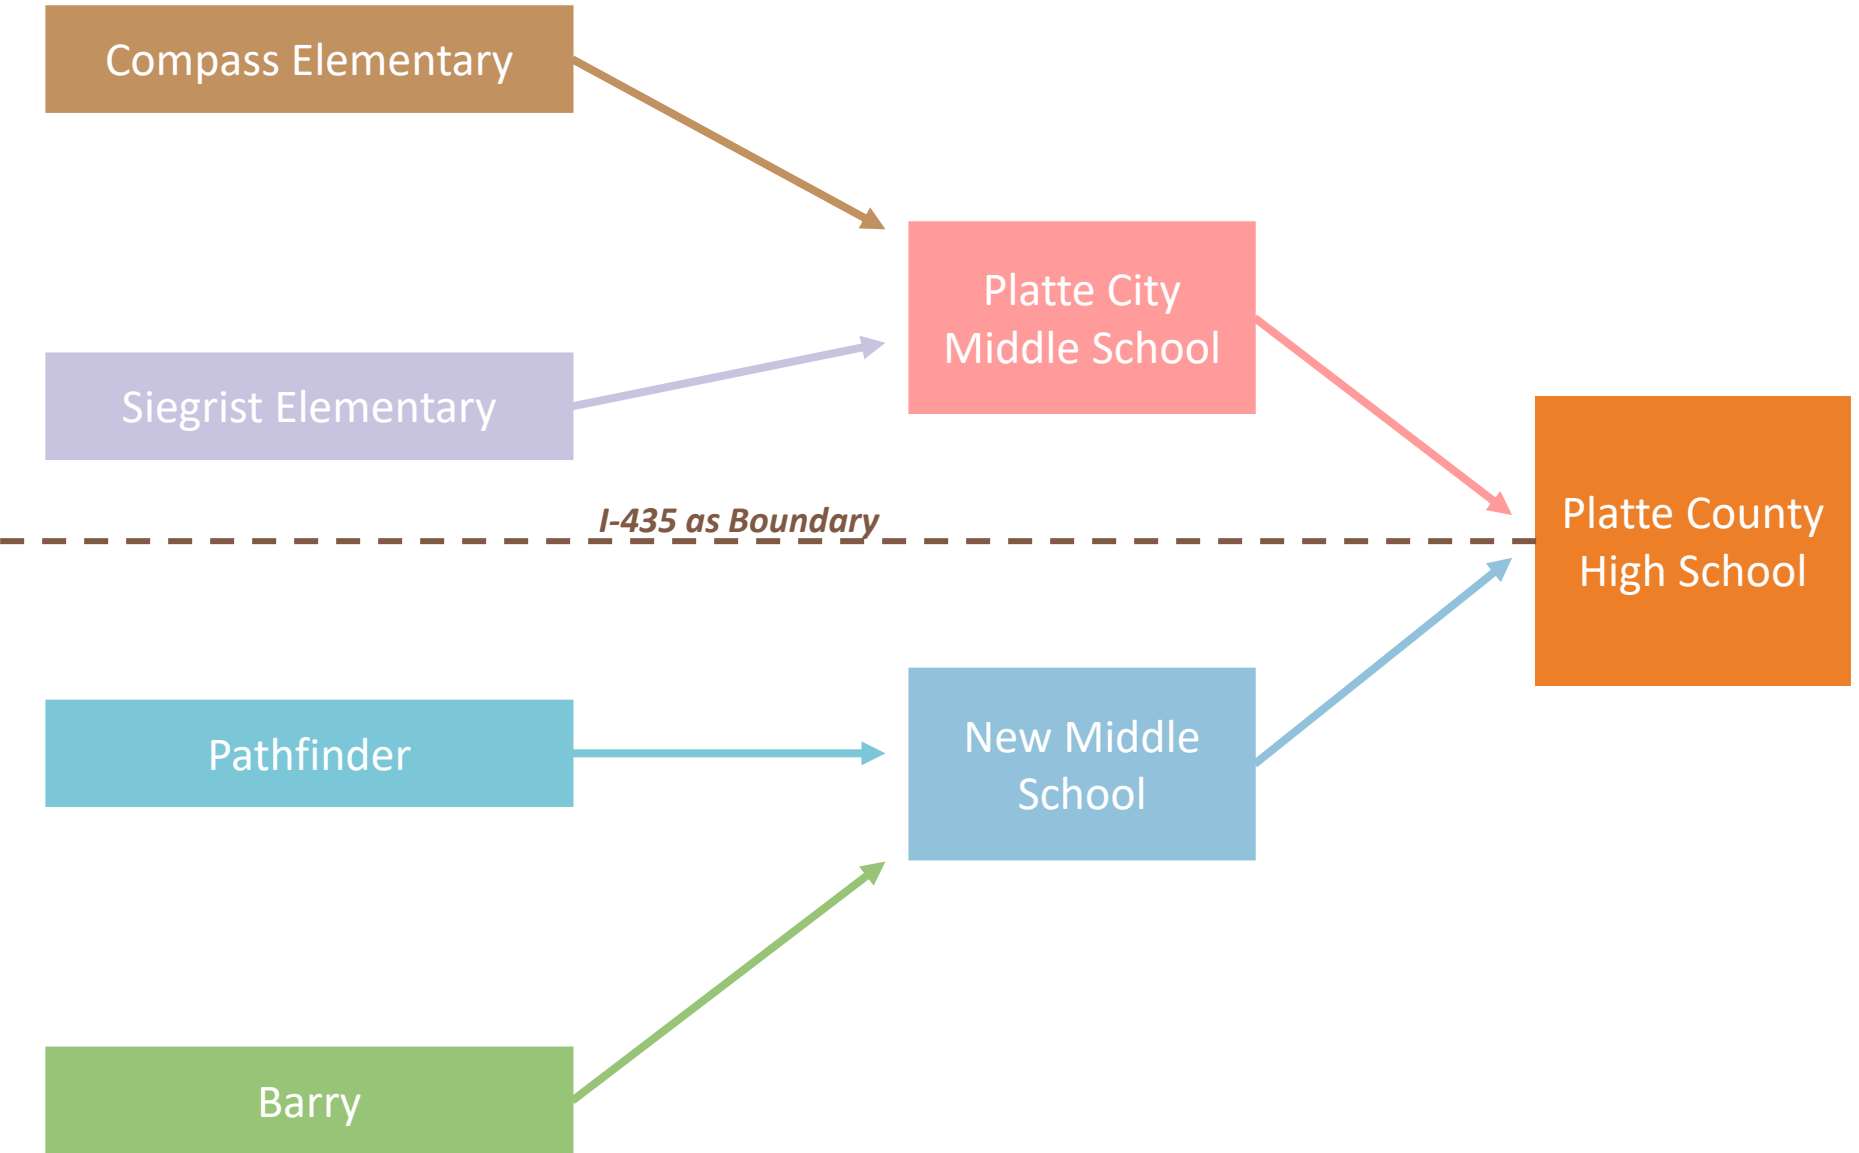 Compass Elementary
Platte City
Middle School
Siegrist Elementary
I-435 as Boundary
Platte County
High School
Pathfinder
New Middle
School
Barry